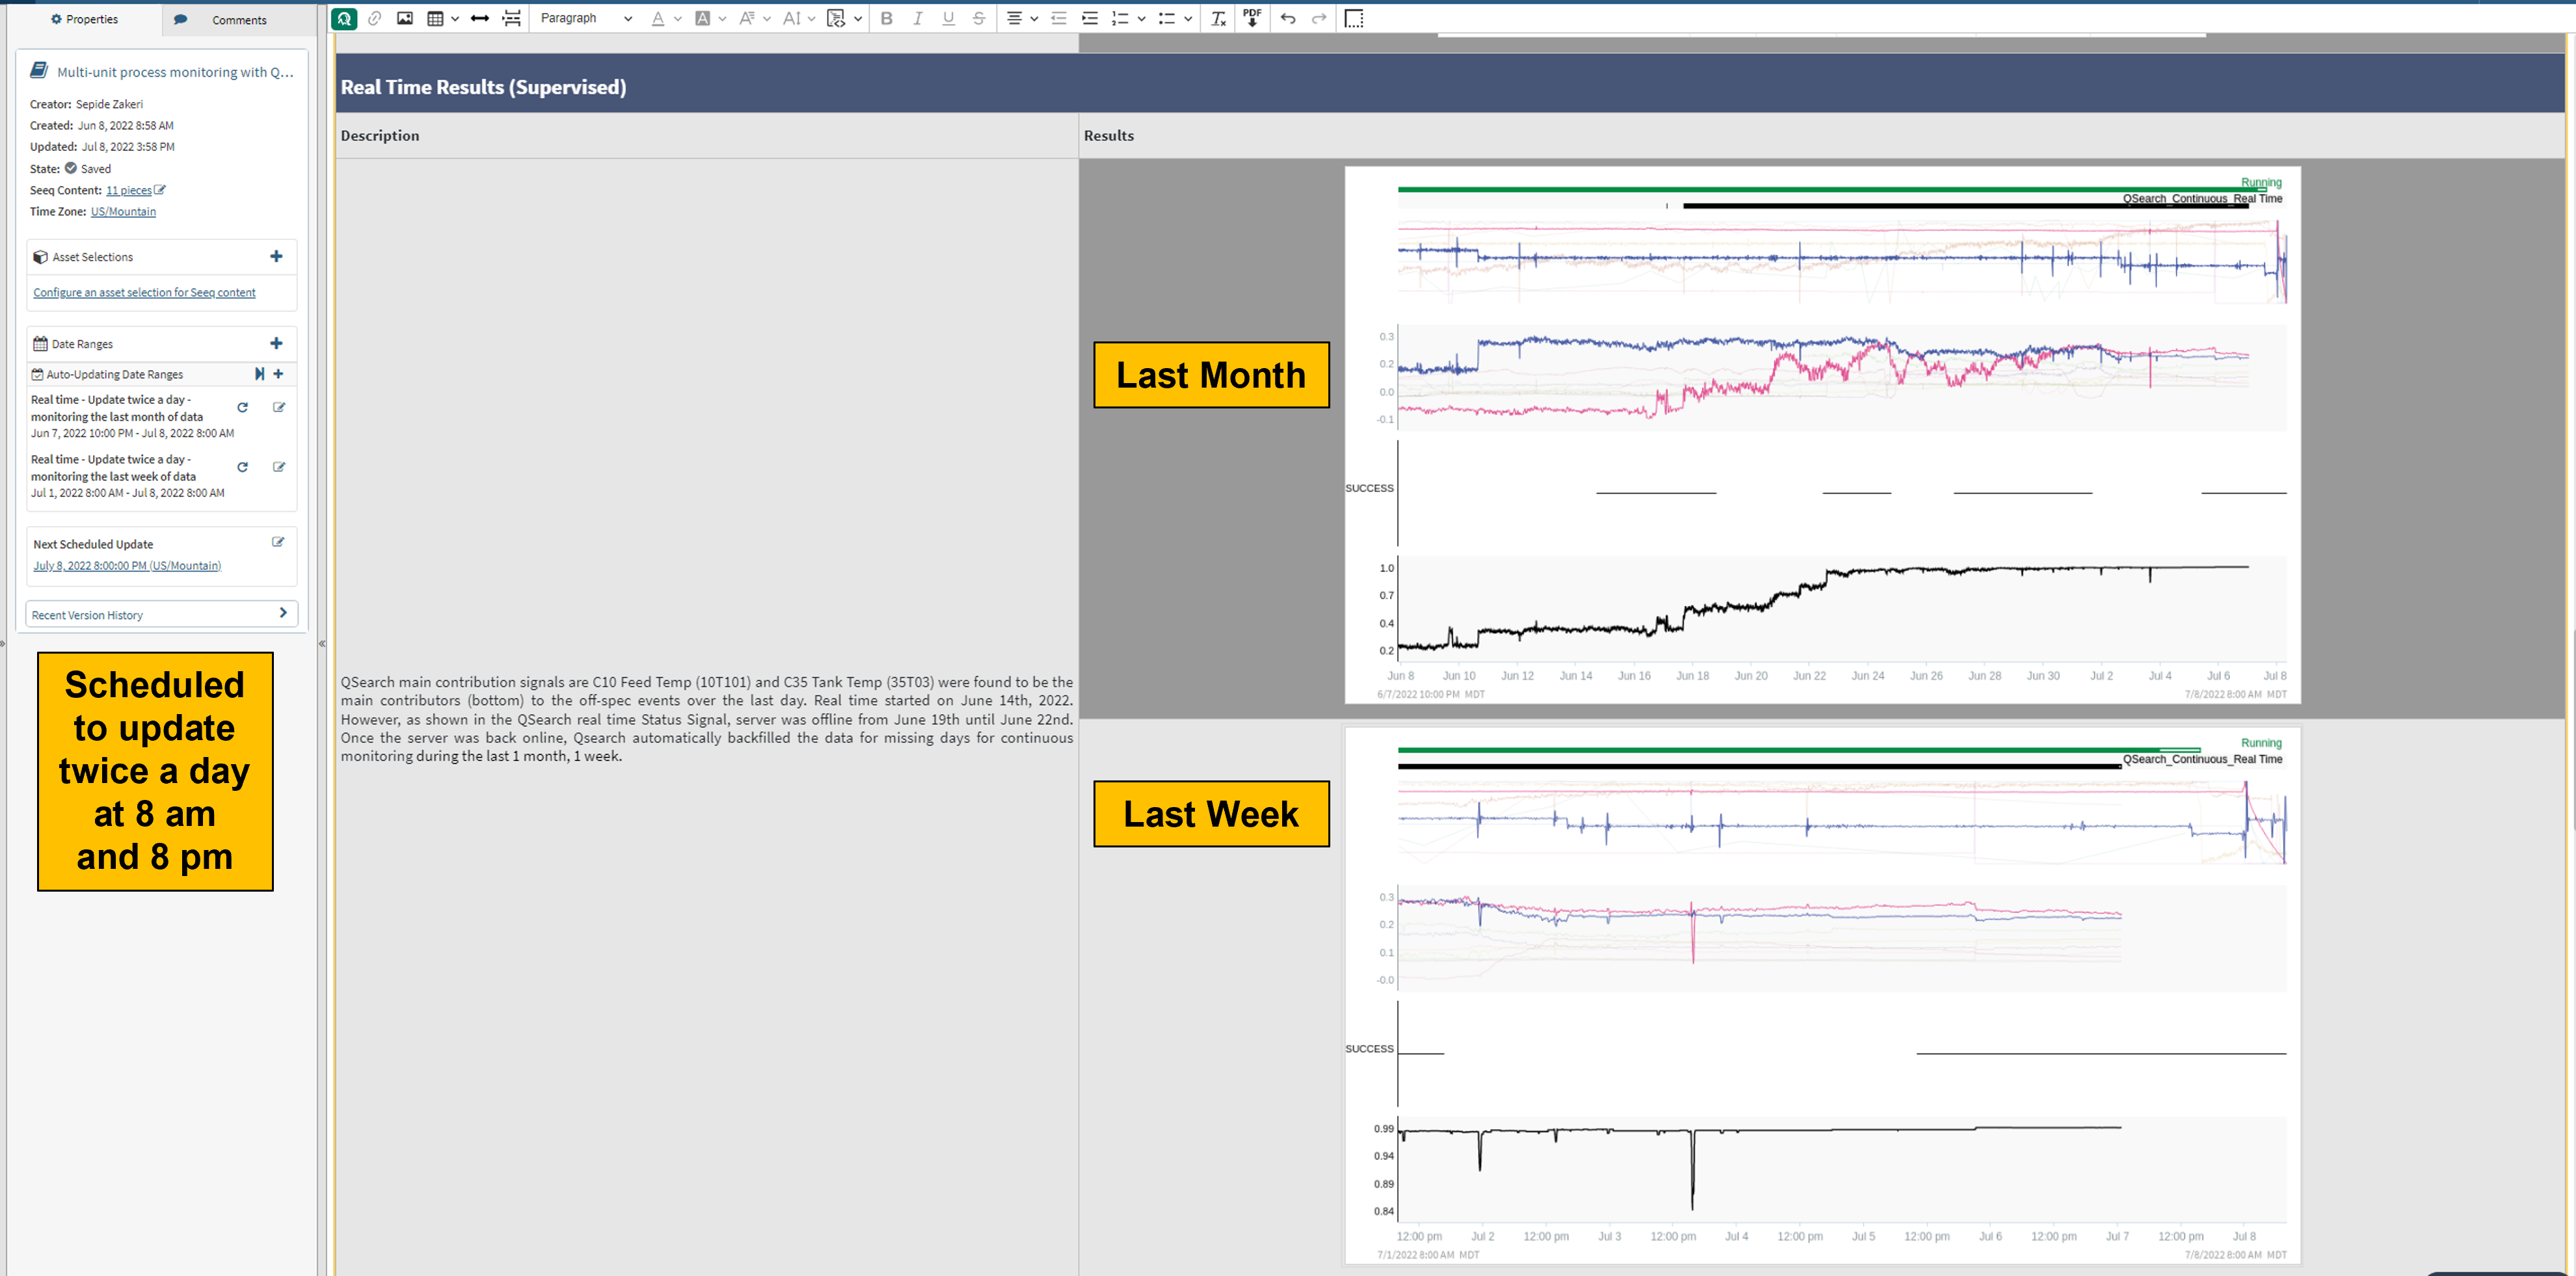 Properties
Comments
Paragraph
PDF
Multi-unit process monitoring with Q...
Creator: Sepide Zakeri
Created: Jun 8, 2022 8:58 AM
Updated: Jul 8, 2022 3:58 PM
State: Saved
Seeq Content: 11 pieces
Time Zone: US/Mountain
Asset Selections
Configure an asset selection for Seeq content
Date Ranges
Auto-Updating Date Ranges
Real time - Update twice a day -
monitoring the last month of data
Jun 7, 2022 10:00 PM - Jul 8, 2022 8:00 AM
Real time - Update twice a day -
monitoring the last week of data
Jul 1, 2022 8:00 AM - Jul 8, 2022 8:00 AM
Next Scheduled Update
July 8, 2022 8:00:00 PM (US/Mountain)
Recent Version History
Scheduled
to update
twice a day
at 8 am
and 8 pm
Real Time Results (Supervised)
Description
Results
QSearch main contribution signals are C10 Feed Temp (10T101) and C35 Tank Temp (35T03) were found to be the
main contributors (bottom) to the off-spec events over the last day. Real time started on June 14th, 2022.
However, as shown in the QSearch real time Status Signal, server was offline from June 19th until June 22nd.
Once the server was back online, Qsearch automatically backfilled the data for missing days for continuous
monitoring during the last 1 month, 1 week.
Last Month
Running
QSearch_Continuous_Real Time
0.3
0.2
0.0
-0.1
SUCCESS
1.0
0.7
0.4
0.2
Jun 8 Jun 10 Jun 12 Jun 14 Jun 16 Jun 18 Jun 20 Jun 22 Jun 24 Jun 26 Jun 28 Jun 30 Jul 2 Jul 4 Jul 6 Jul 8
6/7/2022 10:00 PM MDT 7/8/2022 8:00 AM MDT
Last Week
Running
QSearch_Continuous_Real Time
0.3
0.2
0.1
-0.0
SUCCESS
0.99
0.94
0.89
0.84
12:00 pm Jul 2 12:00 pm Jul 3 12:00 pm Jul 4 12:00 pm Jul 5 12:00 pm Jul 6 12:00 pm Jul 7 12:00 pm Jul 8
7/1/2022 8:00 AM MDT 7/8/2022 8:00 AM MDT